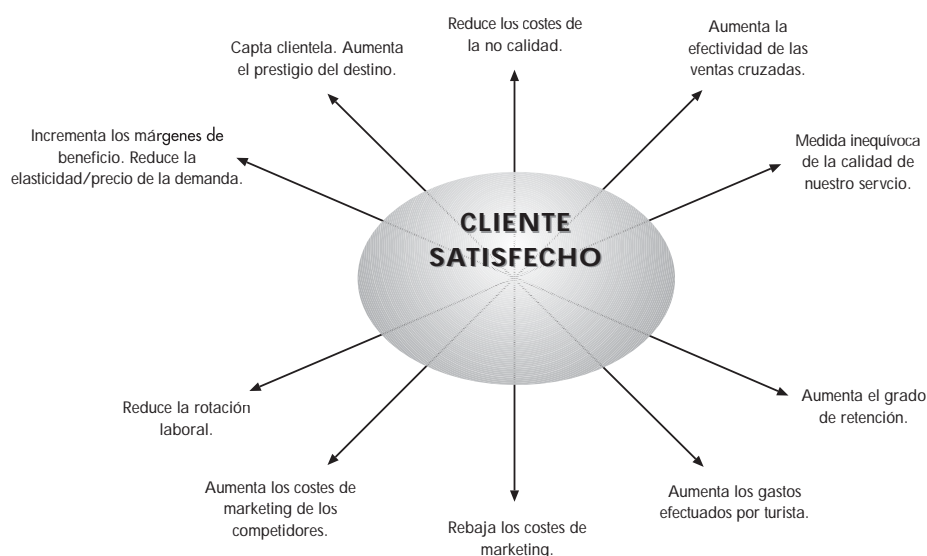 Reduce los costes de
la no calidad.
Aumenta la
efectividad de las
ventas cruzadas.
Capta clientela. Aumenta
el prestigio del destino.
Incrementa los márgenes de
beneficio. Reduce la
elasticidad/precio de la demanda.
Medida inequívoca
de la calidad de
nuestro servcio.
CLIENTE
SATISFECHO
Reduce la rotación
laboral.
Aumenta el grado
de retención.
Aumenta los costes de
marketing de los
competidores.
Rebaja los costes de
marketing.
Aumenta los gastos
efectuados por turista.